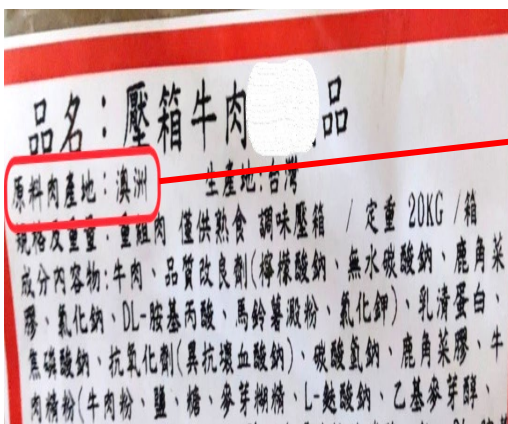 品名：壓箱牛肉 品
原料肉產地：澳洲 生產地：台灣
規格及重量：重組肉 僅供熟食 調味壓箱 / 定重 20KG /箱
成分內容物:牛肉、品質改良劑(檸檬酸鈉、無水碳酸鈉、鹿角菜
膠、氯化鈉、DL-胺基丙酸、馬鈴薯澱粉、氯化鉀)、乳清蛋白、
焦磷酸鈉、抗氧化劑(異抗壞血酸鈉)、碳酸氫鈉、鹿角菜膠、牛
肉精粉(牛肉粉、鹽、糖、麥芽糊精、L-麩酸鈉、乙基麥芽醇、